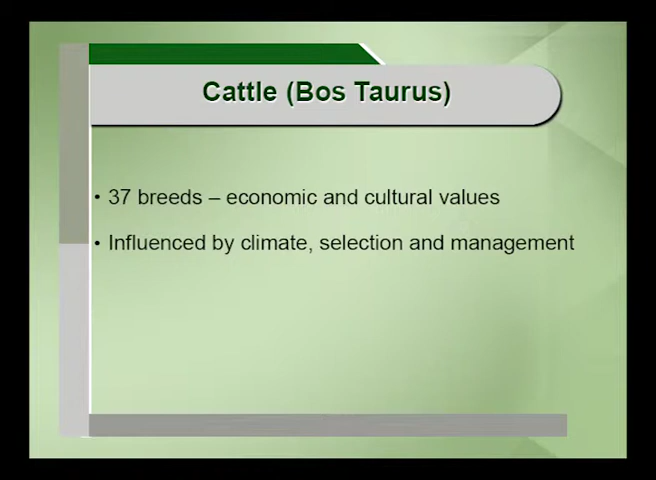 Cattle (Bos Taurus)
• 37 breeds – economic and cultural values
• Influenced by climate, selection and management